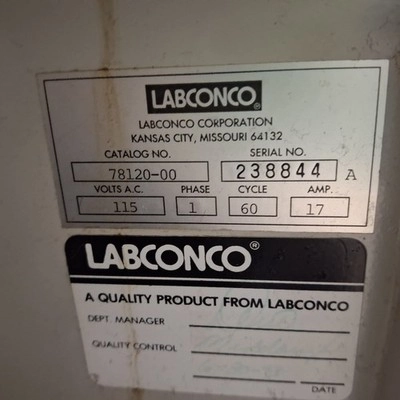 LABCONCO®
LABCONCO CORPORATION
KANSAS CITY, MISSOURI 64132
CATALOG NO. SERIAL NO.
78120-00 238844 A
VOLTS A.C. PHASE CYCLE AMP.
115 1 60 17
LABCONCO®
A QUALITY PRODUCT FROM LABCONCO
DEPT. MANAGER
QUALITY CONTROL
DATE